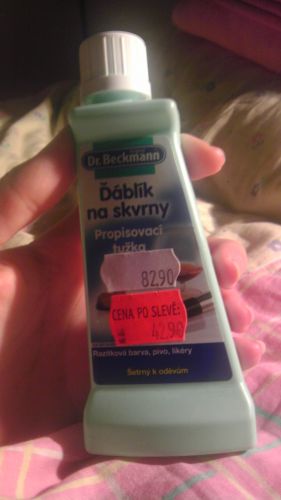 Dr.Beckmann
Ďáblík
na skvrny
Propisovací
tužka
82.90
CENA PO SLEVĚ:
42.90
Razítková barva, pivo, likéry
Šetrný k oděvům